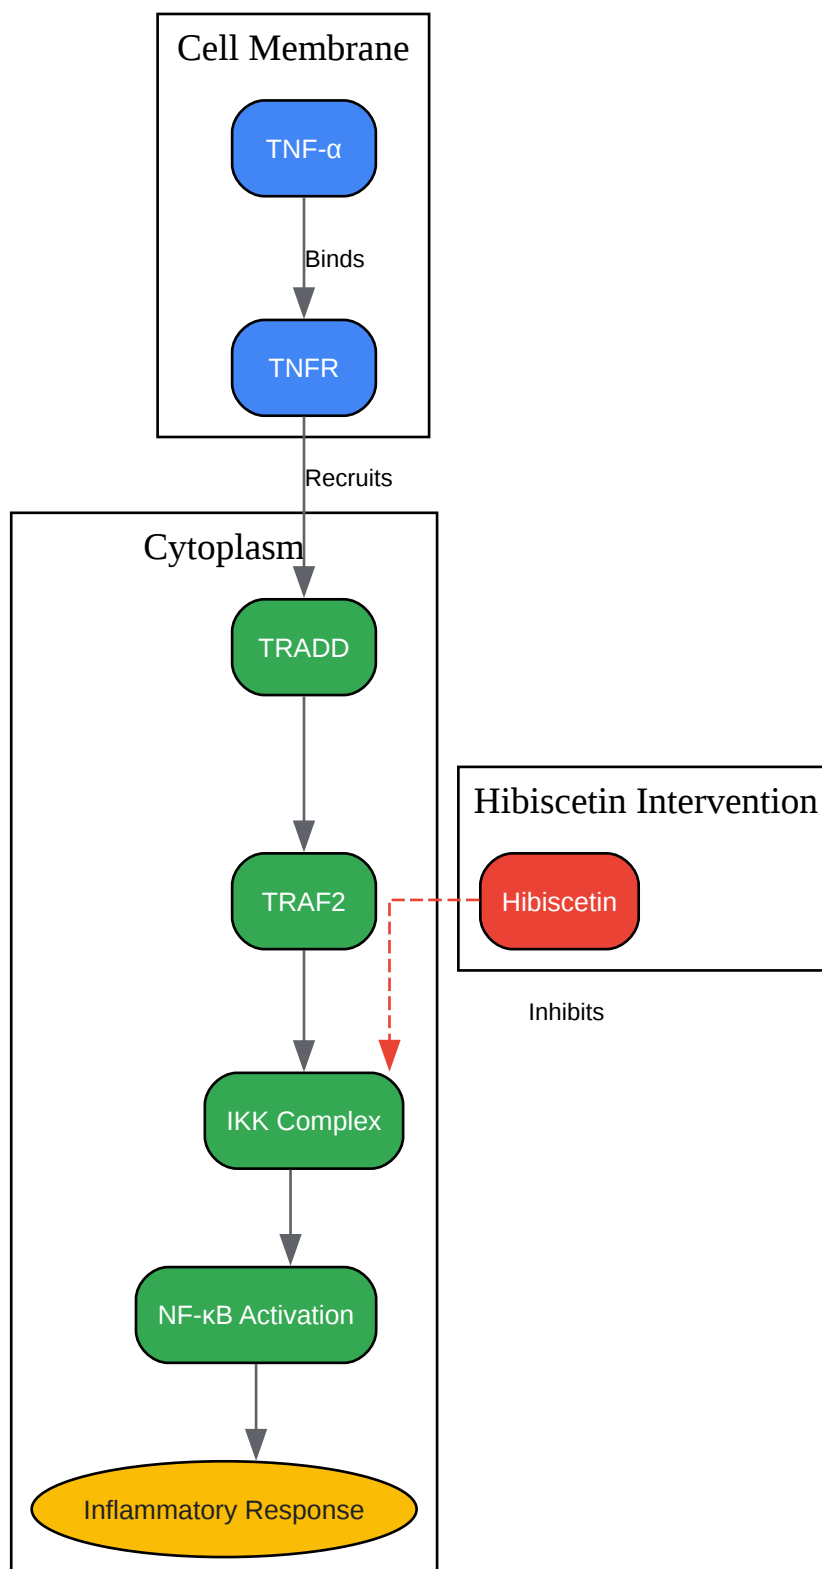 Cell Membrane
TNF-α
Binds
TNFR
Recruits
Cytoplasm
TRADD
Hibiscetin Intervention
TRAF2
Hibiscetin
Inhibits
IKK Complex
NF-κB Activation
Inflammatory Response